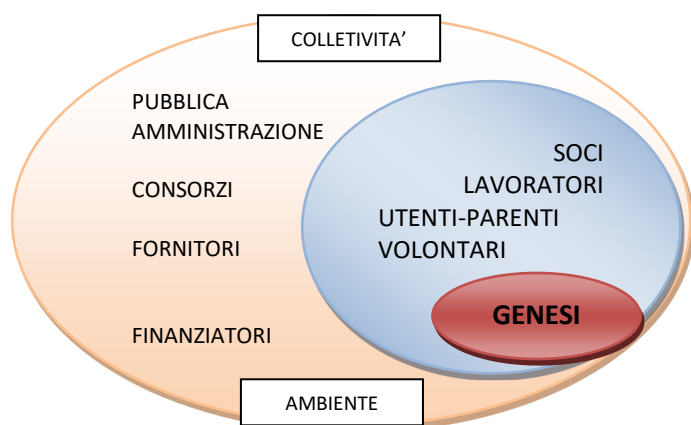 COLLETIVITA’
PUBBLICA
AMMINISTRAZIONE
CONSORZI
FORNITORI
FINANZIATORI
SOCI
LAVORATORI
UTENTI-PARENTI
VOLONTARI
GENESI
AMBIENTE